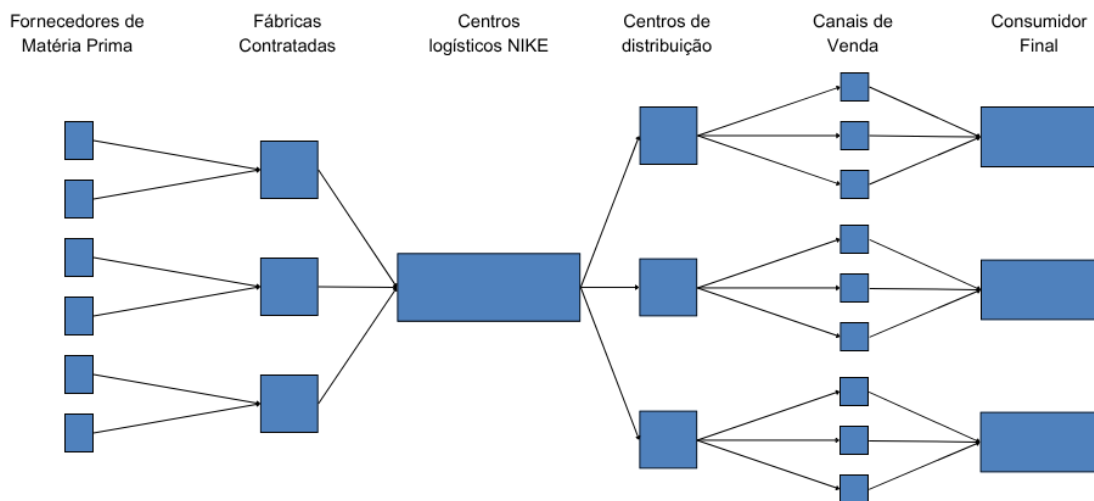 Fornecedores de
Matéria Prima
Fábricas
Contratadas
Centros
logísticos NIKE
Centros de
distribuição
Canais de
Venda
Consumidor
Final